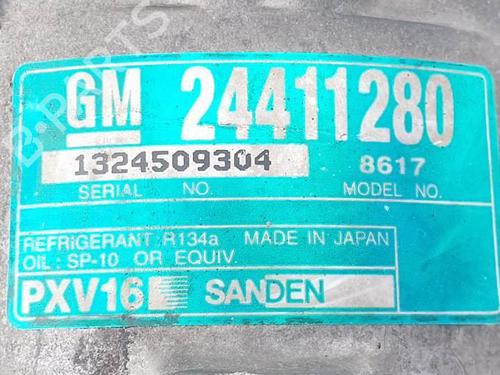 GM 24411280
1324509304 8617
SERIAL NO. MODEL NO.
REFRIGERANT R134a MADE IN JAPAN
OIL: SP-10 OR EQUIV.
PXV16 SANDEN
B-PARTS